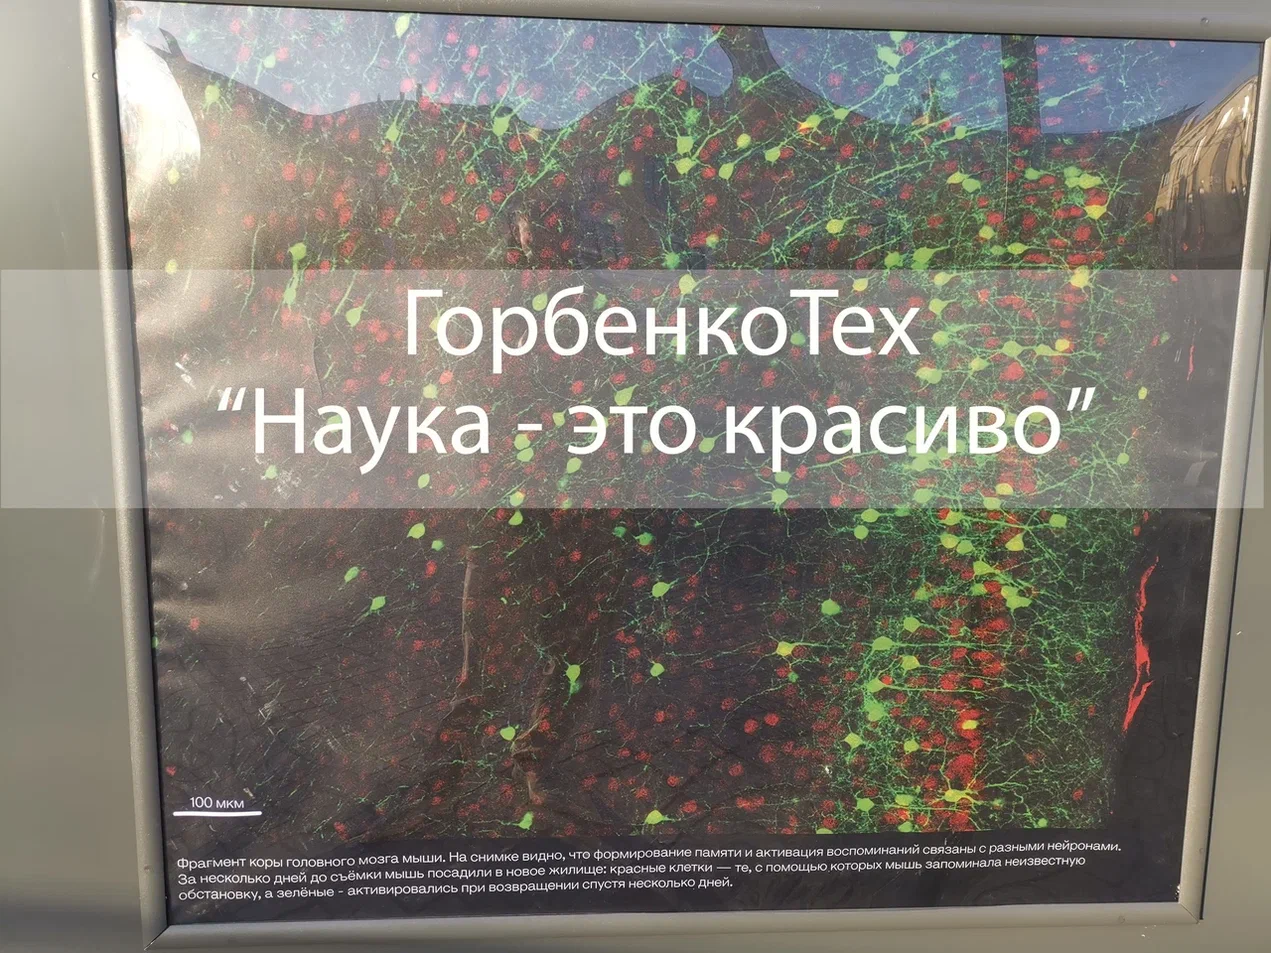 ГорбенкоТех
“Наука - это красиво”
100 мкм
Фрагмент коры головного мозга мыши. На снимке видно, что формирование памяти и активация воспоминаний связаны с разными нейронами.
За несколько дней до съёмки мышь посадили в новое жилище: красные клетки — те, с помощью которых мышь запоминала неизвестную
обстановку, а зелёные - активировались при возвращении спустя несколько дней.